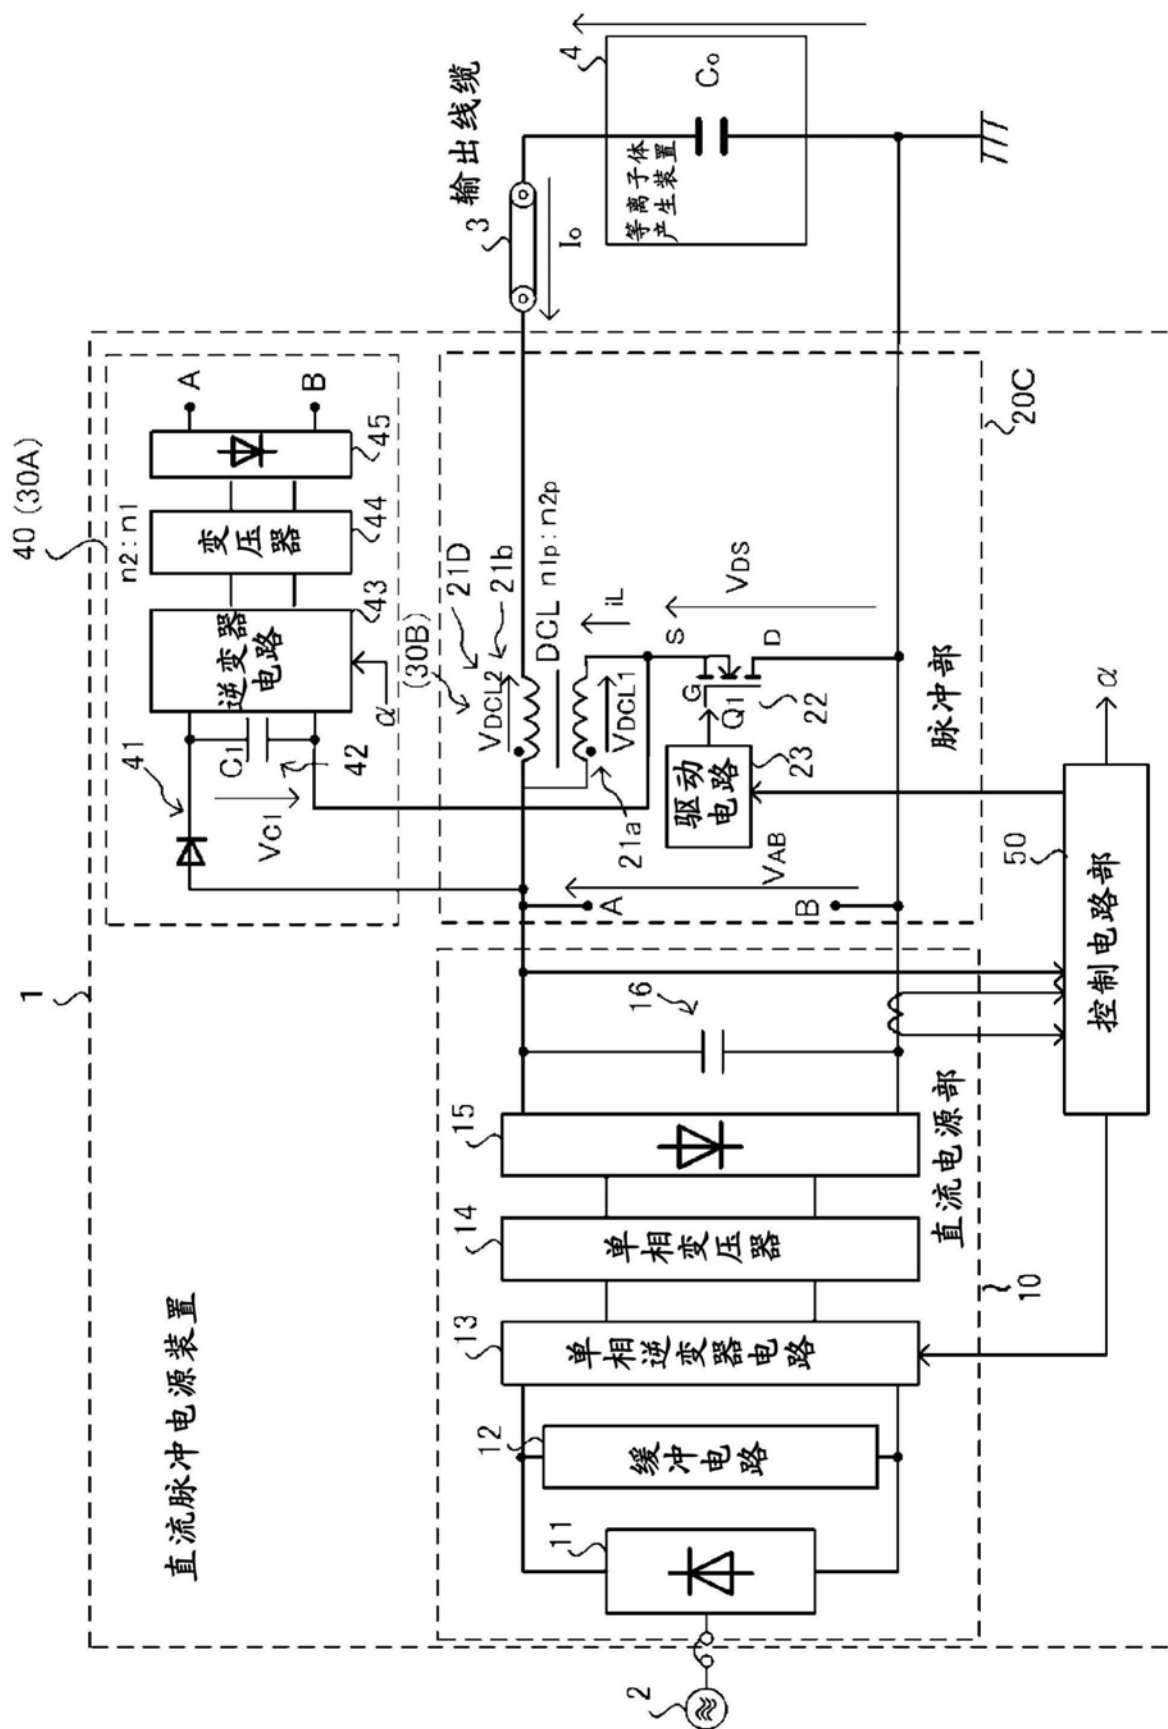 直流脉冲电源装置
1
40 (30A)
n2:n1
41
VC1
C1
42
逆变器
电路
43
α
变压器
44
45
A
B
(30B)
21D
21b
VDCL2
DCL n1p:n2p
VDCL1
21a
iL
S
G
D
Q1
22
VDS
驱动
电路
23
VAB
A
B
脉冲部
20C
输出线缆
3
Io
4
等离子体
产生装置
Co
2
11
12
缓冲电路
13
单相逆变器电路
14
单相变压器
15
16
直流电源部
10
50
控制电路部
α